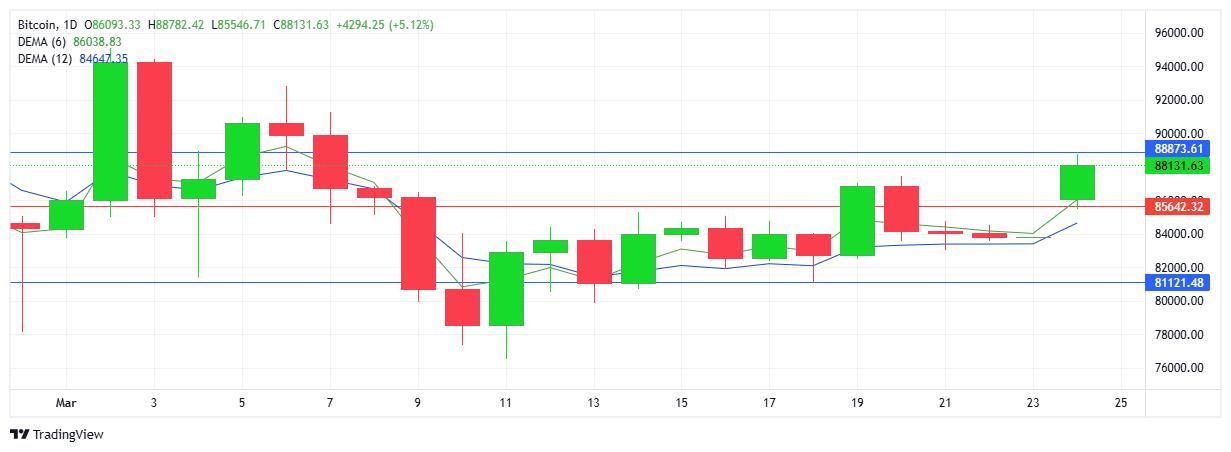 Bitcoin, 1D O86093.33 H88782.42 L85546.71 C88131.63 +4294.25 (+5.12%)
DEMA (6) 86038.83
DEMA (12) 84647.35
96000.00
94000.00
92000.00
90000.00
88873.61
88131.63
85642.32
84000.00
82000.00
81121.48
80000.00
78000.00
76000.00
Mar 3 5 7 9 11 13 15 17 19 21 23 25
TradingView